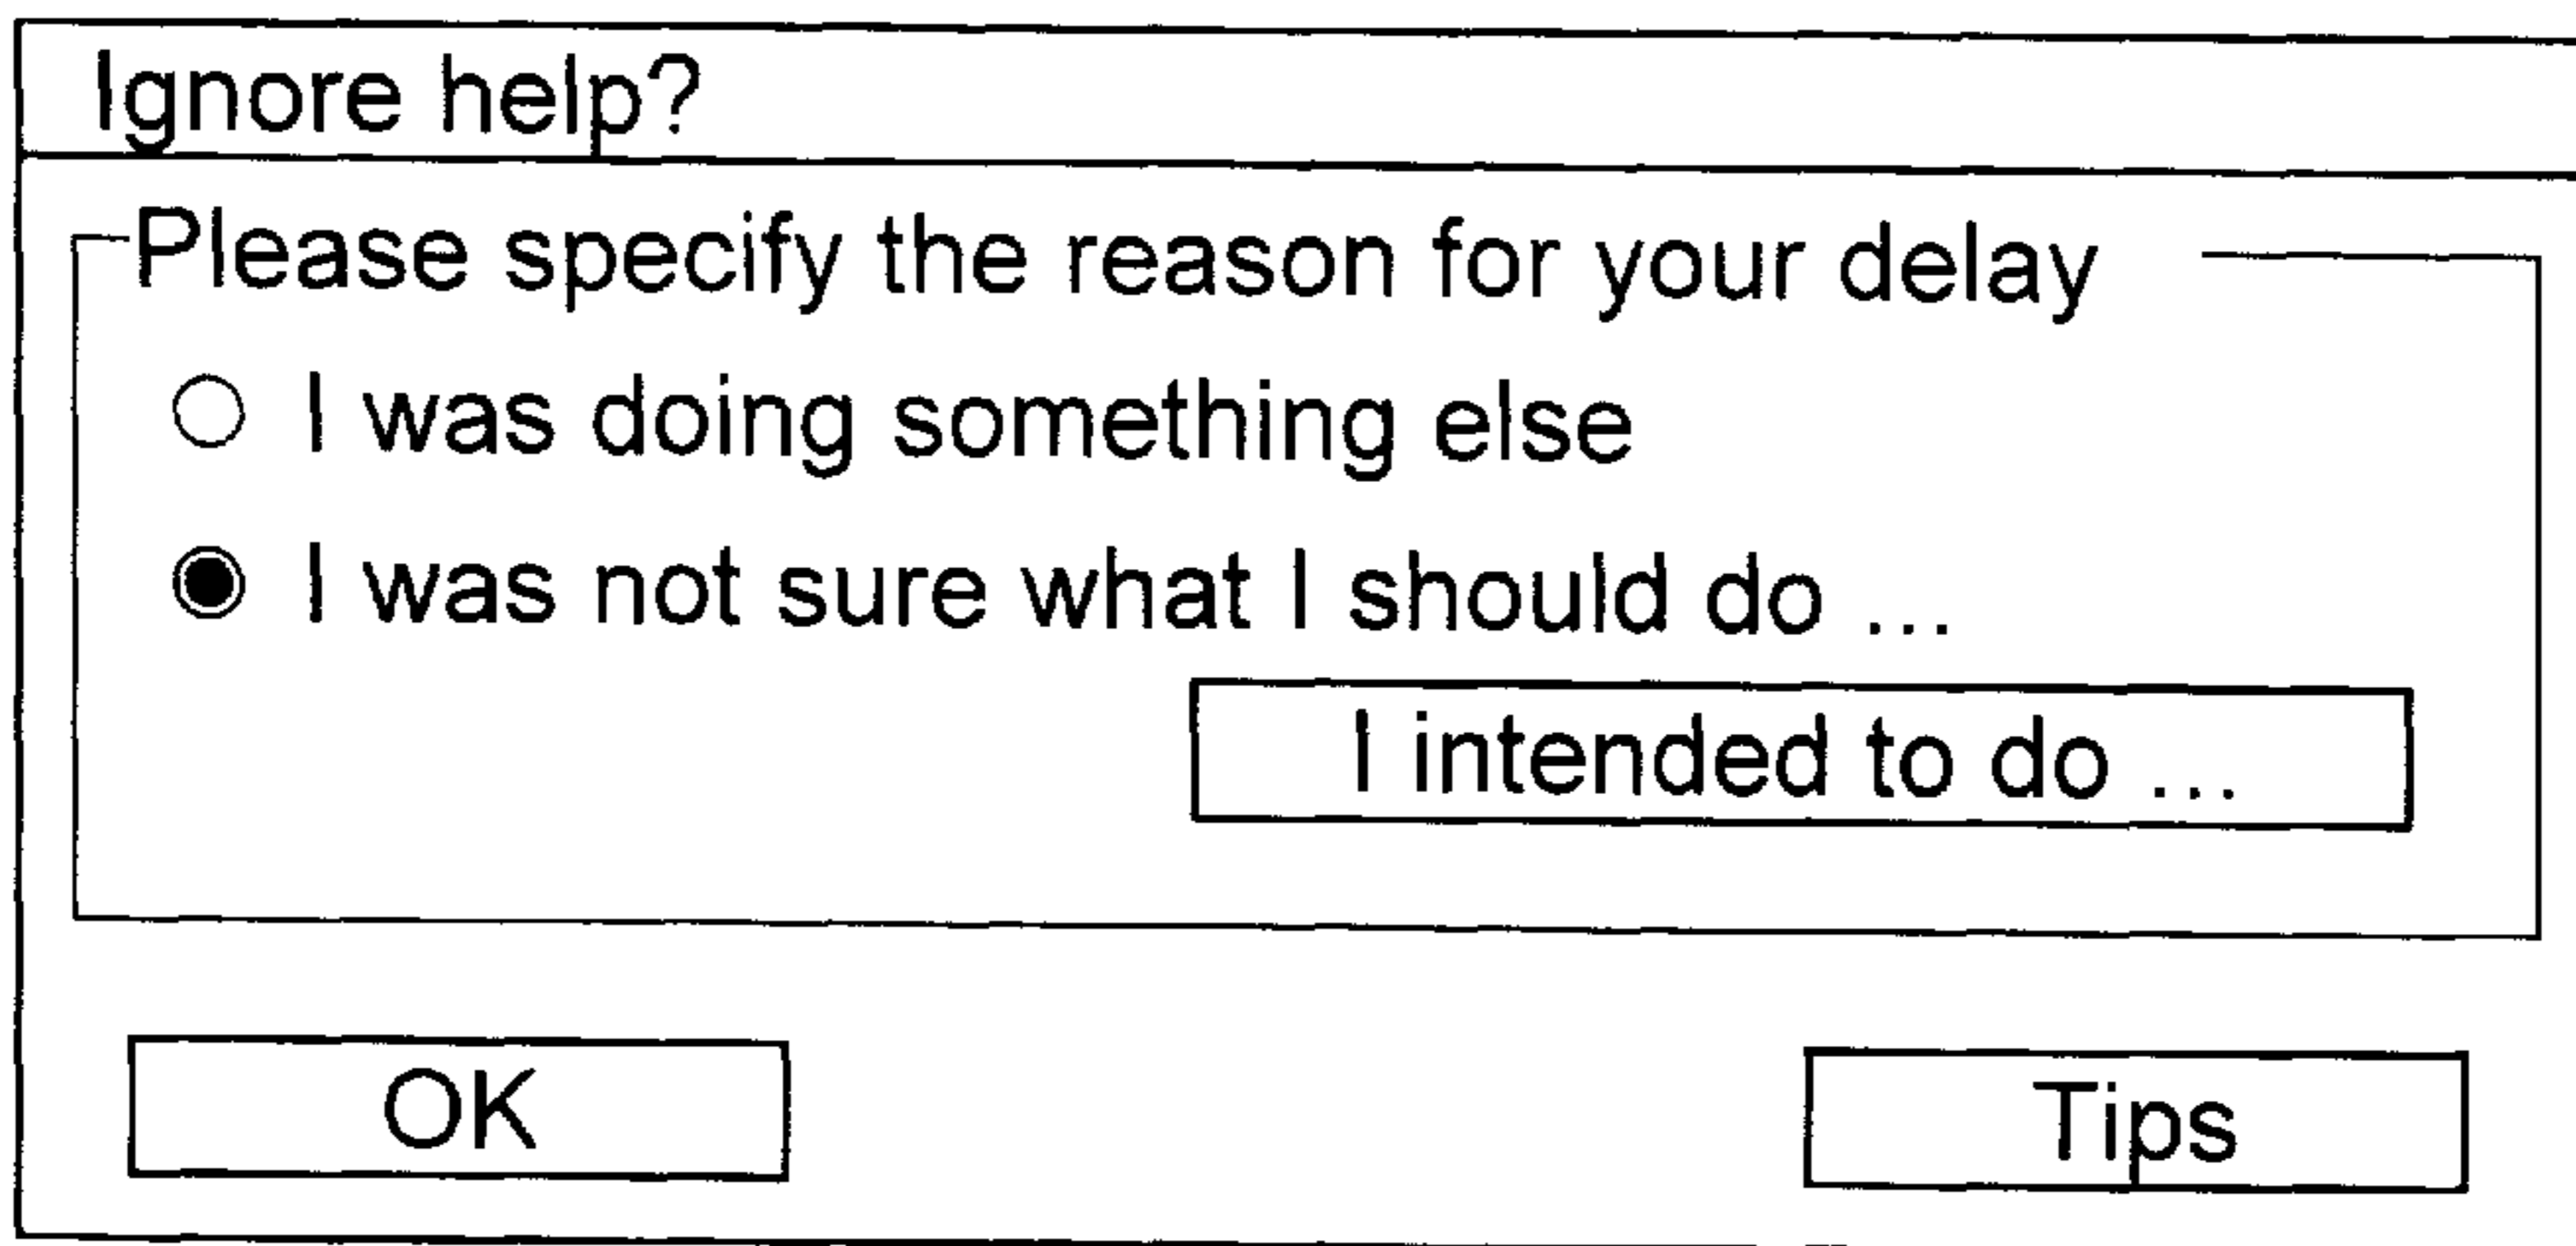 Ignore help?
Please specify the reason for your delay
I was doing something else
I was not sure what I should do ...
I intended to do ...
OK
Tips